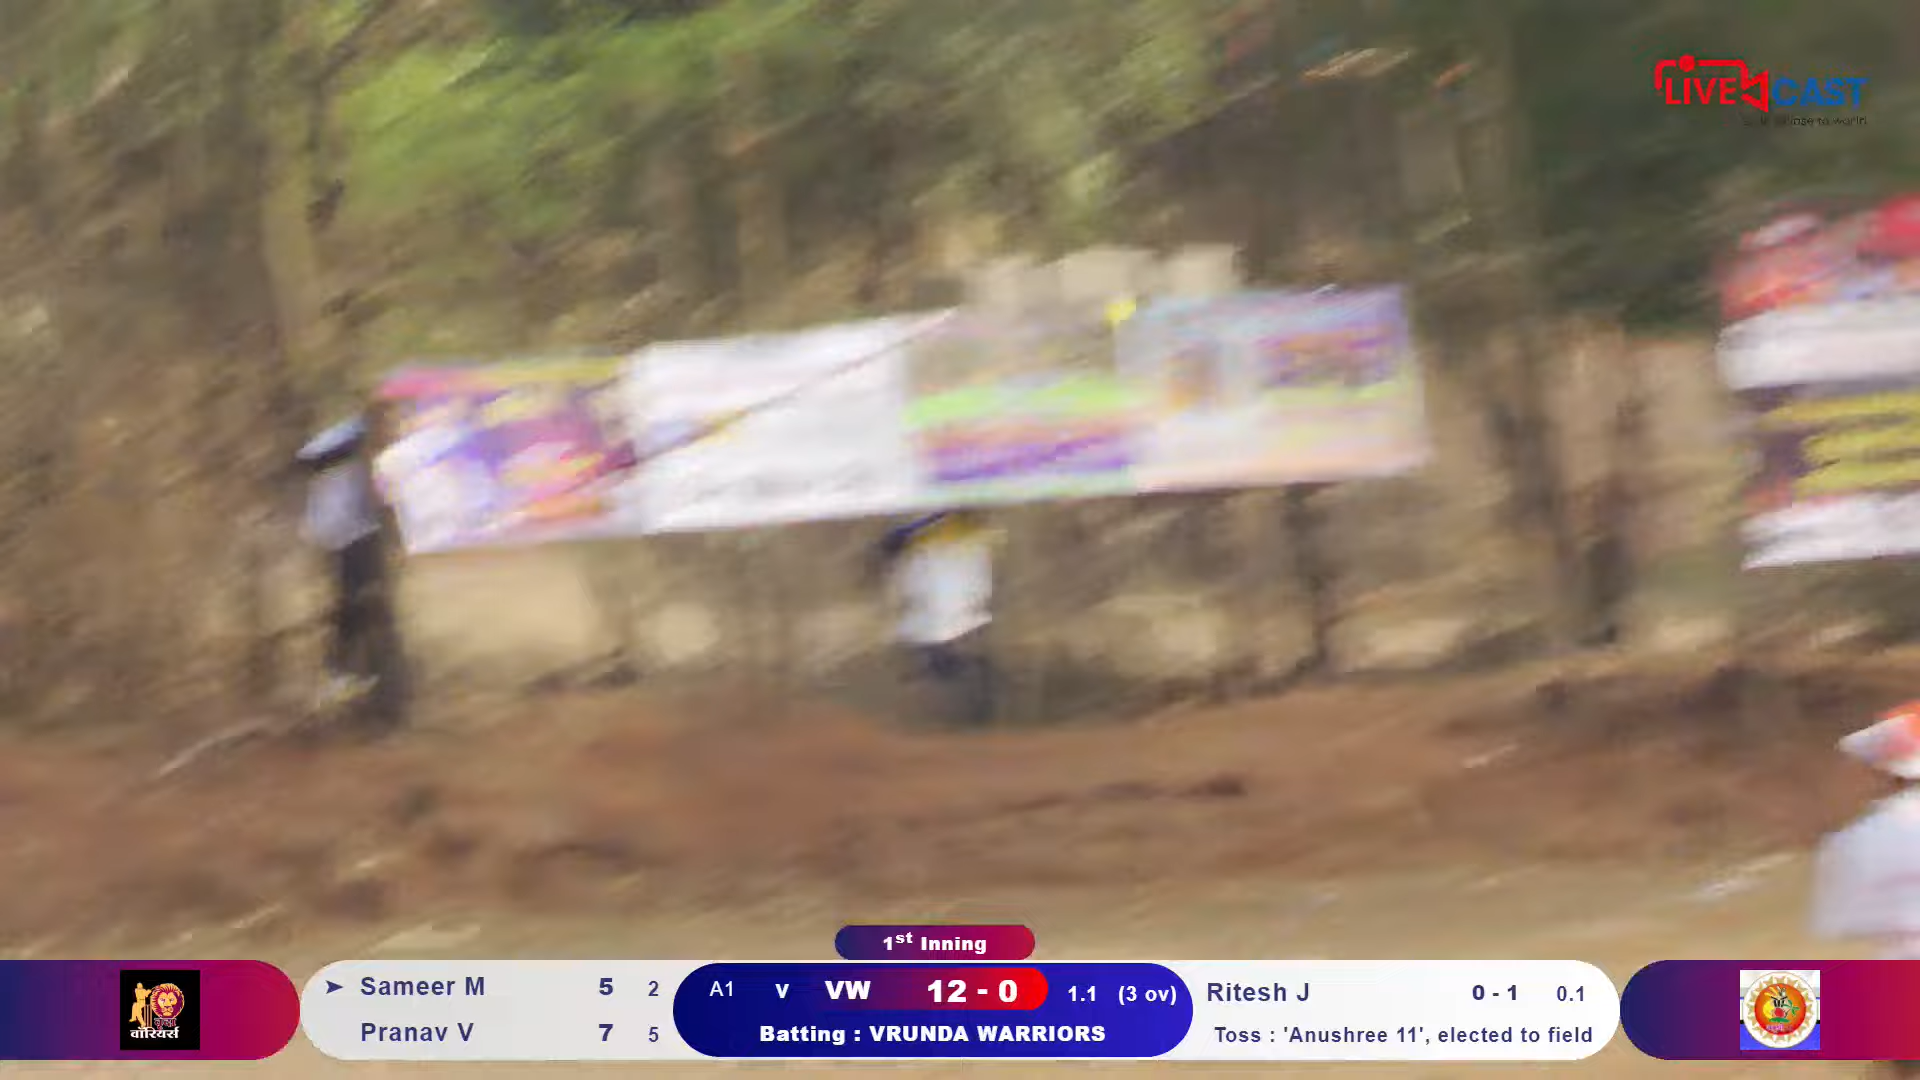 LIVE CAST
1st Inning
Sameer M 5 2
Pranav V 7 5
A1 v VW 12 - 0 1.1 (3 ov)
Batting : VRUNDA WARRIORS
Ritesh J 0 - 1 0.1
Toss : 'Anushree 11', elected to field
वॉरियर्स